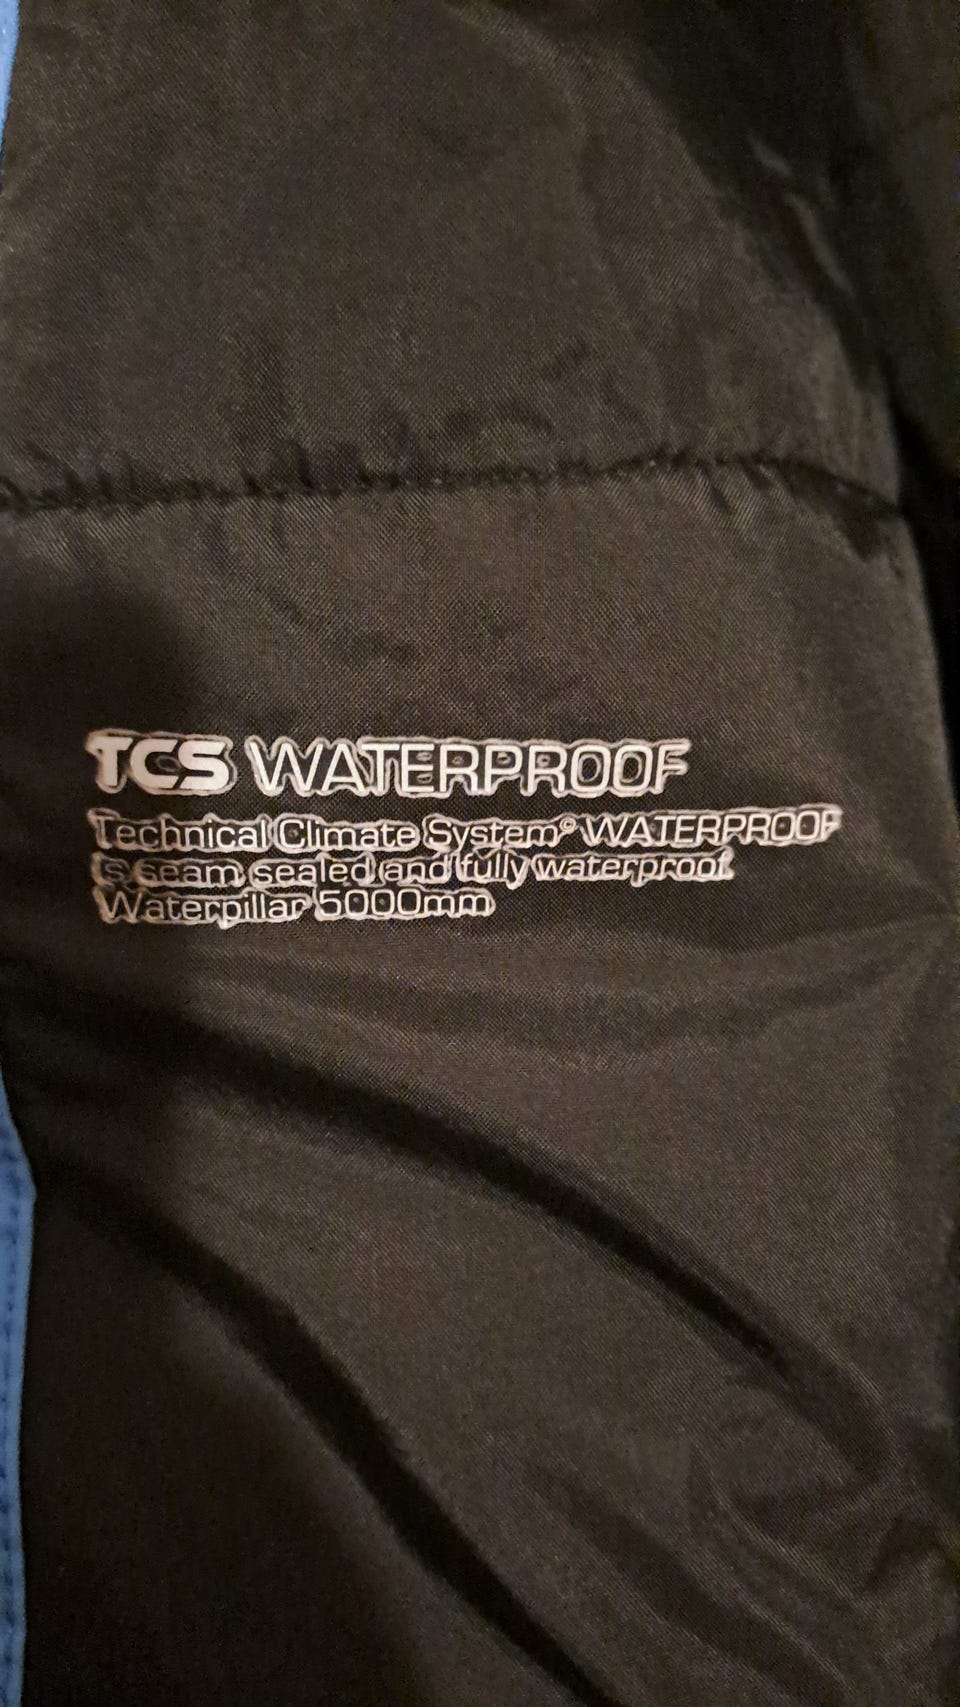 TCS WATERPROOF
Technical Climate System© WATERPROOF
Is seam sealed and fully waterproof
Waterpillar 5000mm